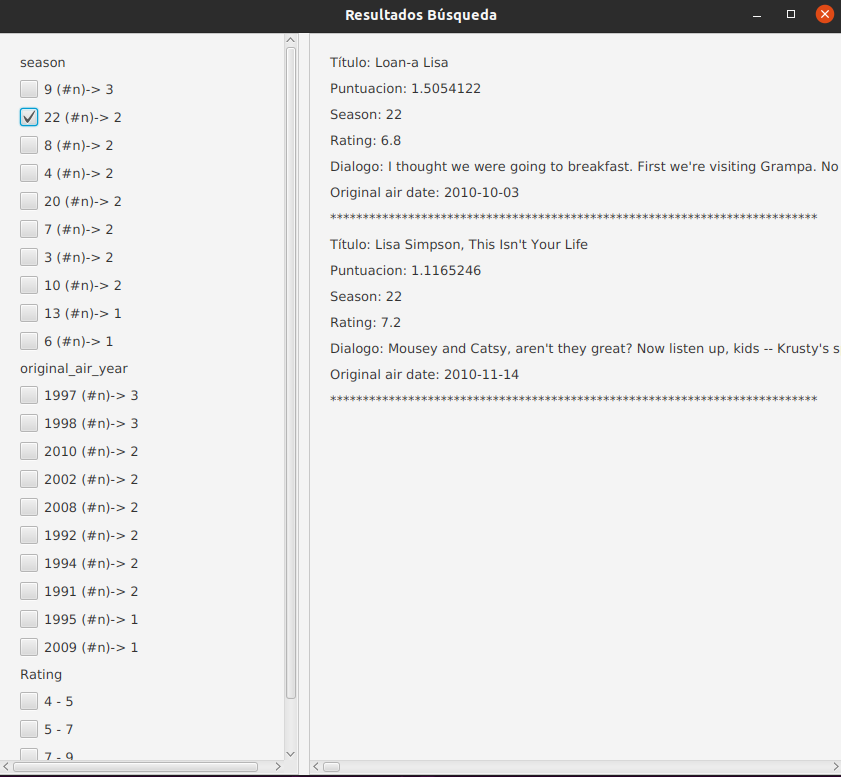 Resultados Búsqueda
season
9 (#n)-> 3
22 (#n)-> 2
8 (#n)-> 2
4 (#n)-> 2
20 (#n)-> 2
7 (#n)-> 2
3 (#n)-> 2
10 (#n)-> 2
13 (#n)-> 1
6 (#n)-> 1
original_air_year
1997 (#n)-> 3
1998 (#n)-> 3
2010 (#n)-> 2
2002 (#n)-> 2
2008 (#n)-> 2
1992 (#n)-> 2
1994 (#n)-> 2
1991 (#n)-> 2
1995 (#n)-> 1
2009 (#n)-> 1
Rating
4 - 5
5 - 7
7 - 9
Título: Loan-a Lisa
Puntuacion: 1.5054122
Season: 22
Rating: 6.8
Dialogo: I thought we were going to breakfast. First we're visiting Grampa. No
Original air date: 2010-10-03
***************************************************************************
Título: Lisa Simpson, This Isn't Your Life
Puntuacion: 1.1165246
Season: 22
Rating: 7.2
Dialogo: Mousey and Catsy, aren't they great? Now listen up, kids -- Krusty's s
Original air date: 2010-11-14
***************************************************************************